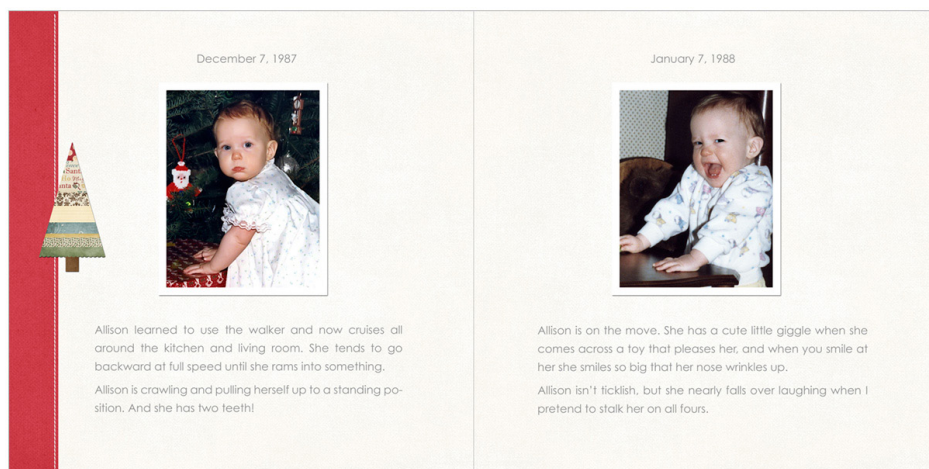 December 7, 1987
Santa
anta
Allison learned to use the walker and now cruises all
around the kitchen and living room. She tends to go
backward at full speed until she rams into something.
Allison is crawling and pulling herself up to a standing po-
sition. And she has two teeth!
January 7, 1988
Allison is on the move. She has a cute little giggle when she
comes across a toy that pleases her, and when you smile at
her she smiles so big that her nose wrinkles up.
Allison isn't ticklish, but she nearly falls over laughing when I
pretend to stalk her on all fours.